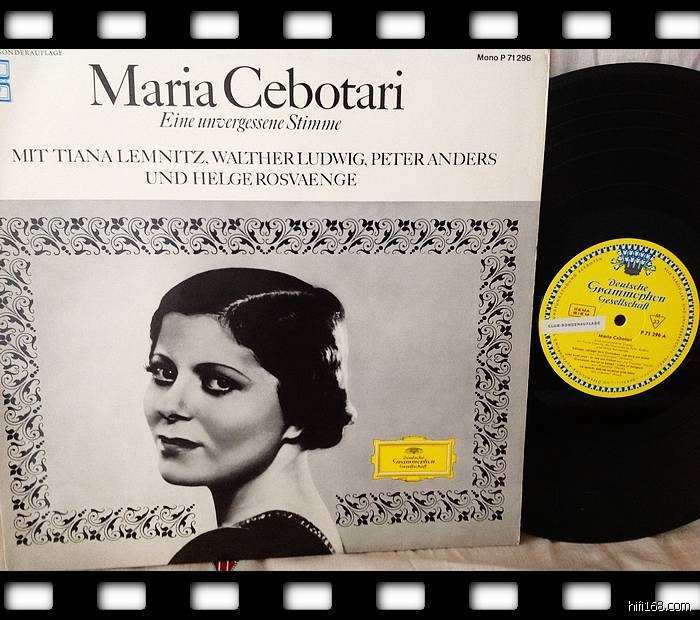 SONDERAUFLAGE
Mono P 71 296
Maria Cebotari
Eine unvergessene Stimme
MIT TIANA LEMNITZ, WALTHER LUDWIG, PETER ANDERS
UND HELGE ROSVAENGE
Deutsche
Grammophon
Gesellschaft
Deutsche
Grammophon
Gesellschaft
CLUB-SONDERAUFLAGE
33
P 71 296 A
Maria Cebotari
hifi168.com